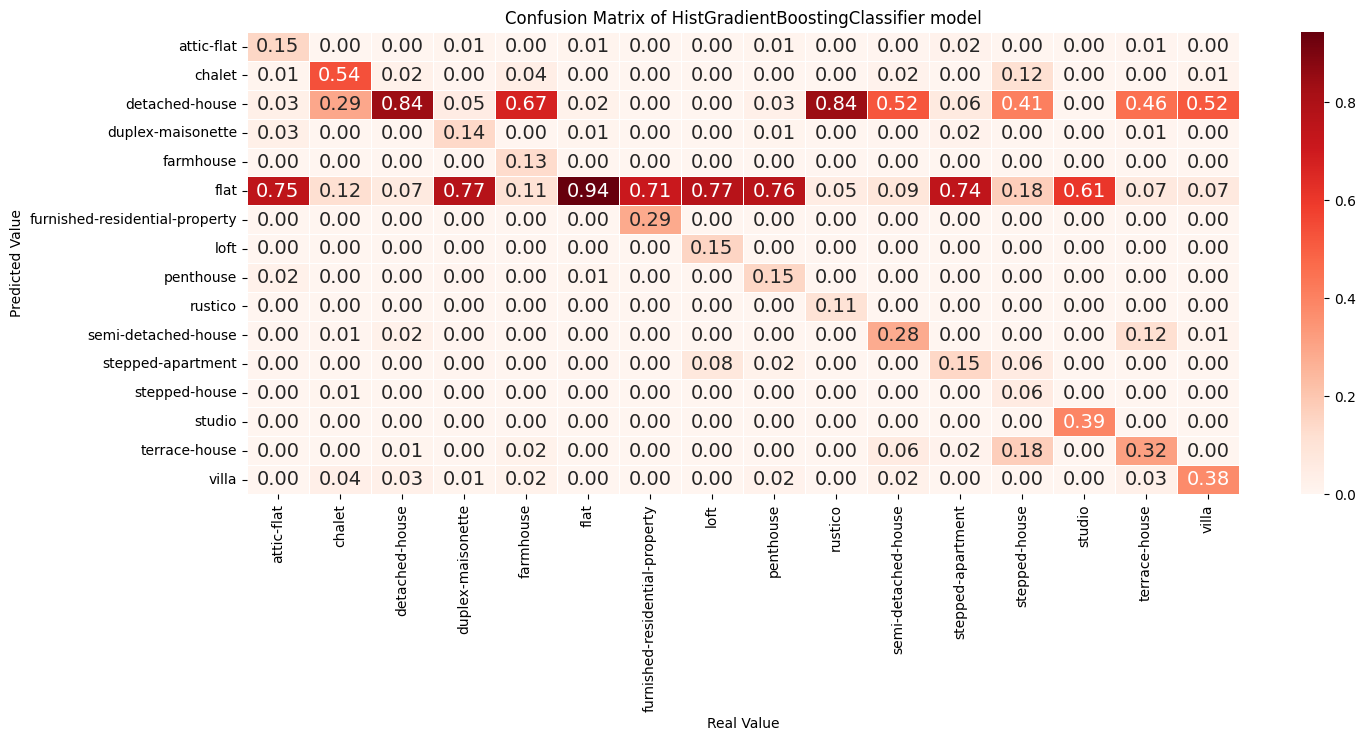 Confusion Matrix of HistGradientBoostingClassifier model
Predicted Value
attic-flat 0.15 0.00 0.00 0.01 0.00 0.01 0.00 0.00 0.01 0.00 0.00 0.02 0.00 0.00 0.01 0.00
chalet 0.01 0.54 0.02 0.00 0.04 0.00 0.00 0.00 0.00 0.00 0.02 0.00 0.12 0.00 0.00 0.01
detached-house 0.03 0.29 0.84 0.05 0.67 0.02 0.00 0.00 0.03 0.84 0.52 0.06 0.41 0.00 0.46 0.52
duplex-maisonette 0.03 0.00 0.00 0.14 0.00 0.01 0.00 0.00 0.01 0.00 0.00 0.02 0.00 0.00 0.01 0.00
farmhouse 0.00 0.00 0.00 0.00 0.13 0.00 0.00 0.00 0.00 0.00 0.00 0.00 0.00 0.00 0.00 0.00
flat 0.75 0.12 0.07 0.77 0.11 0.94 0.71 0.77 0.76 0.05 0.09 0.74 0.18 0.61 0.07 0.07
furnished-residential-property 0.00 0.00 0.00 0.00 0.00 0.00 0.29 0.00 0.00 0.00 0.00 0.00 0.00 0.00 0.00 0.00
loft 0.00 0.00 0.00 0.00 0.00 0.00 0.00 0.15 0.00 0.00 0.00 0.00 0.00 0.00 0.00 0.00
penthouse 0.02 0.00 0.00 0.00 0.00 0.01 0.00 0.00 0.15 0.00 0.00 0.00 0.00 0.00 0.00 0.00
rustico 0.00 0.00 0.00 0.00 0.00 0.00 0.00 0.00 0.00 0.11 0.00 0.00 0.00 0.00 0.00 0.00
semi-detached-house 0.00 0.01 0.02 0.00 0.00 0.00 0.00 0.00 0.00 0.00 0.28 0.00 0.00 0.00 0.12 0.01
stepped-apartment 0.00 0.00 0.00 0.00 0.00 0.00 0.00 0.08 0.02 0.00 0.00 0.15 0.06 0.00 0.00 0.00
stepped-house 0.00 0.01 0.00 0.00 0.00 0.00 0.00 0.00 0.00 0.00 0.00 0.00 0.06 0.00 0.00 0.00
studio 0.00 0.00 0.00 0.00 0.00 0.00 0.00 0.00 0.00 0.00 0.00 0.00 0.00 0.39 0.00 0.00
terrace-house 0.00 0.00 0.01 0.00 0.02 0.00 0.00 0.00 0.00 0.00 0.06 0.02 0.18 0.00 0.32 0.00
villa 0.00 0.04 0.03 0.01 0.02 0.00 0.00 0.00 0.02 0.00 0.02 0.00 0.00 0.00 0.03 0.38
attic-flat
chalet
detached-house
duplex-maisonette
farmhouse
flat
furnished-residential-property
loft
penthouse
rustico
semi-detached-house
stepped-apartment
stepped-house
studio
terrace-house
villa
Real Value
0.8
0.6
0.4
0.2
0.0